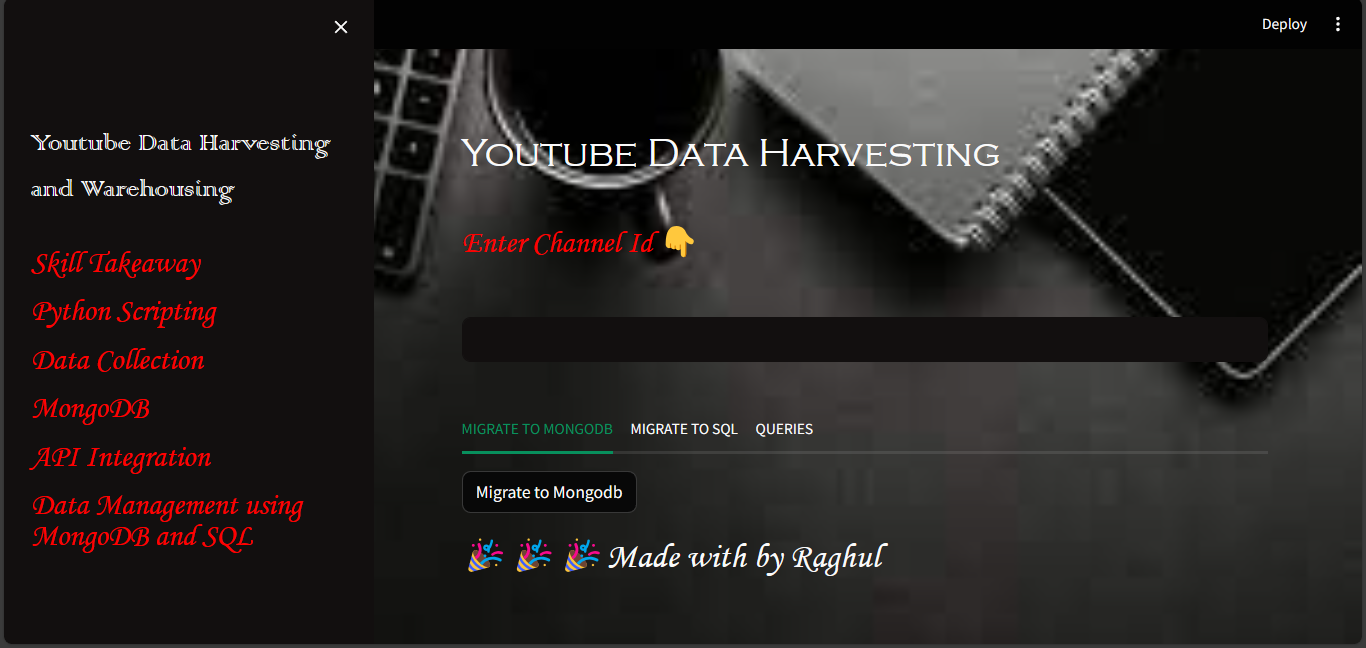 Deploy
Youtube Data Harvesting
and Warehousing
Skill Takeaway
Python Scripting
Data Collection
MongoDB
API Integration
Data Management using
MongoDB and SQL
Youtube Data Harvesting
Enter Channel Id 👇
MIGRATE TO MONGODB MIGRATE TO SQL QUERIES
Migrate to Mongodb
🎉 🎉 🎉 Made with by Raghul